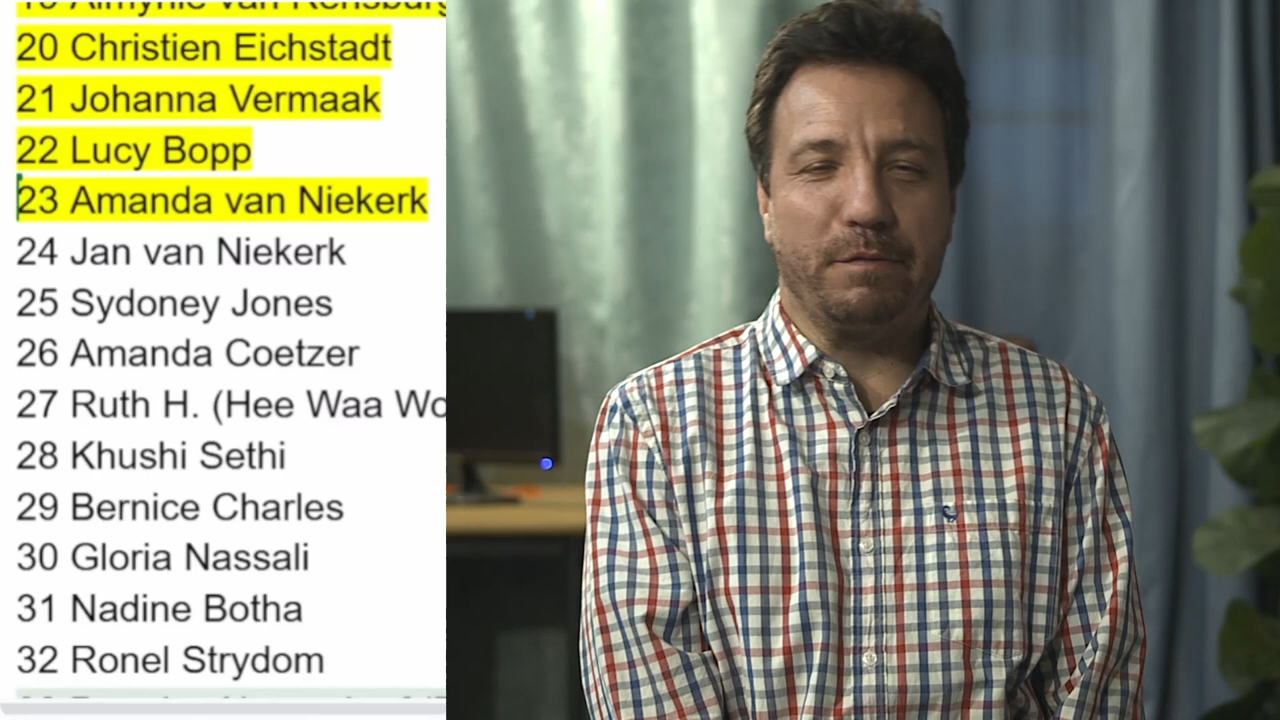 20 Christien Eichstadt
21 Johanna Vermaak
22 Lucy Bopp
23 Amanda van Niekerk
24 Jan van Niekerk
25 Sydoney Jones
26 Amanda Coetzer
27 Ruth H. (Hee Waa
28 Khushi Sethi
29 Bernice Charles
30 Gloria Nassali
31 Nadine Botha
32 Ronel Strydom